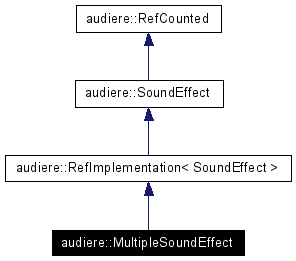 audiere::RefCounted
audiere::SoundEffect
audiere::RefImplementation< SoundEffect >
audiere::MultipleSoundEffect